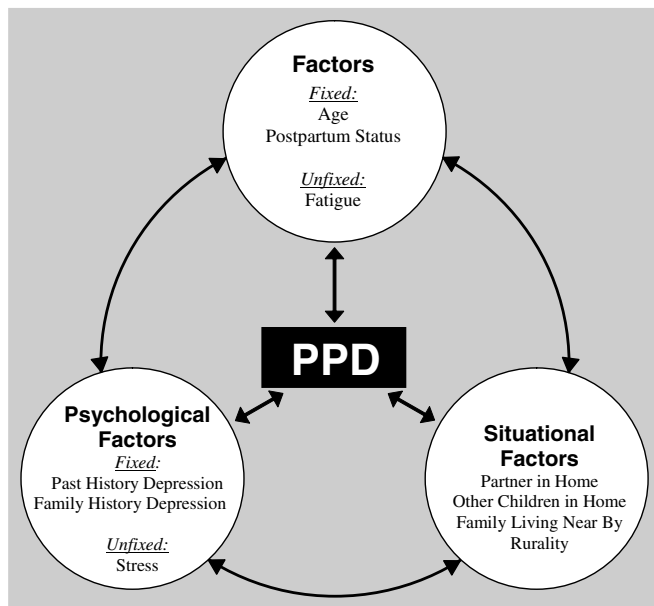 Factors
Fixed:
Age
Postpartum Status
Unfixed:
Fatigue
PPD
Psychological
Factors
Fixed:
Past History Depression
Family History Depression
Unfixed:
Stress
Situational
Factors
Partner in Home
Other Children in Home
Family Living Near By
Rurality